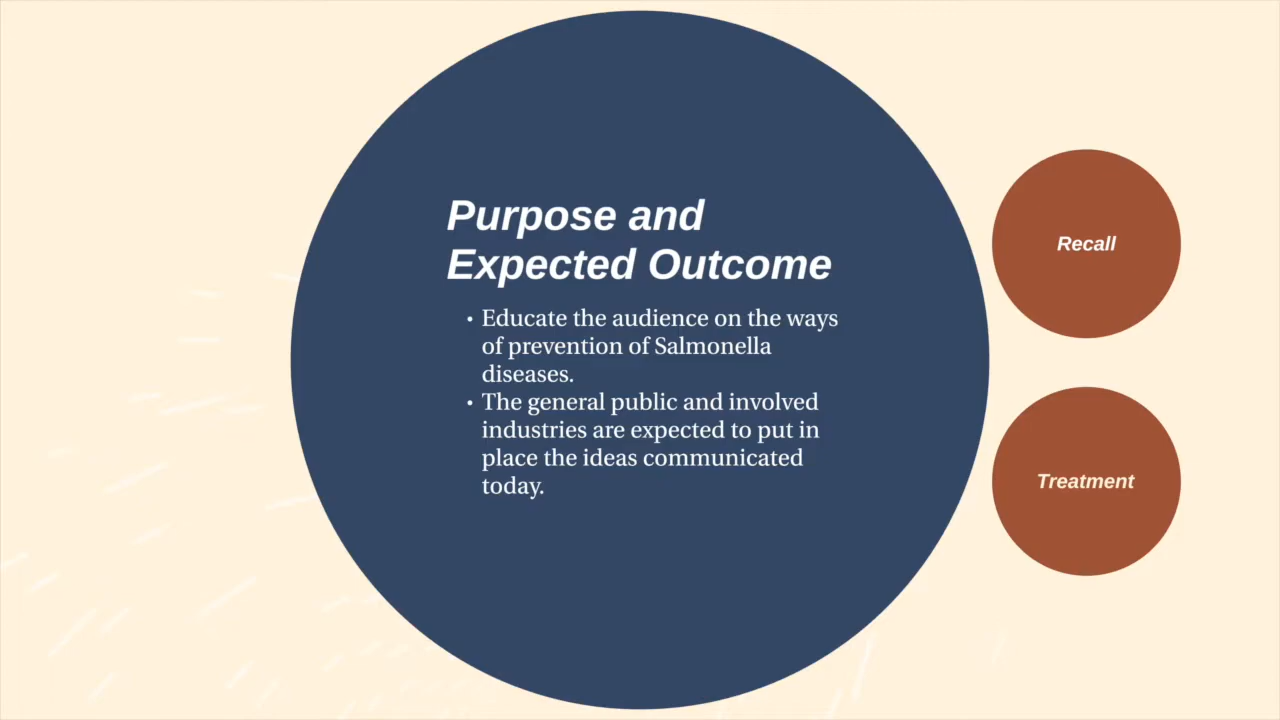 Purpose and
Expected Outcome
• Educate the audience on the ways
of prevention of Salmonella
diseases.
• The general public and involved
industries are expected to put in
place the ideas communicated
today.
Recall
Treatment